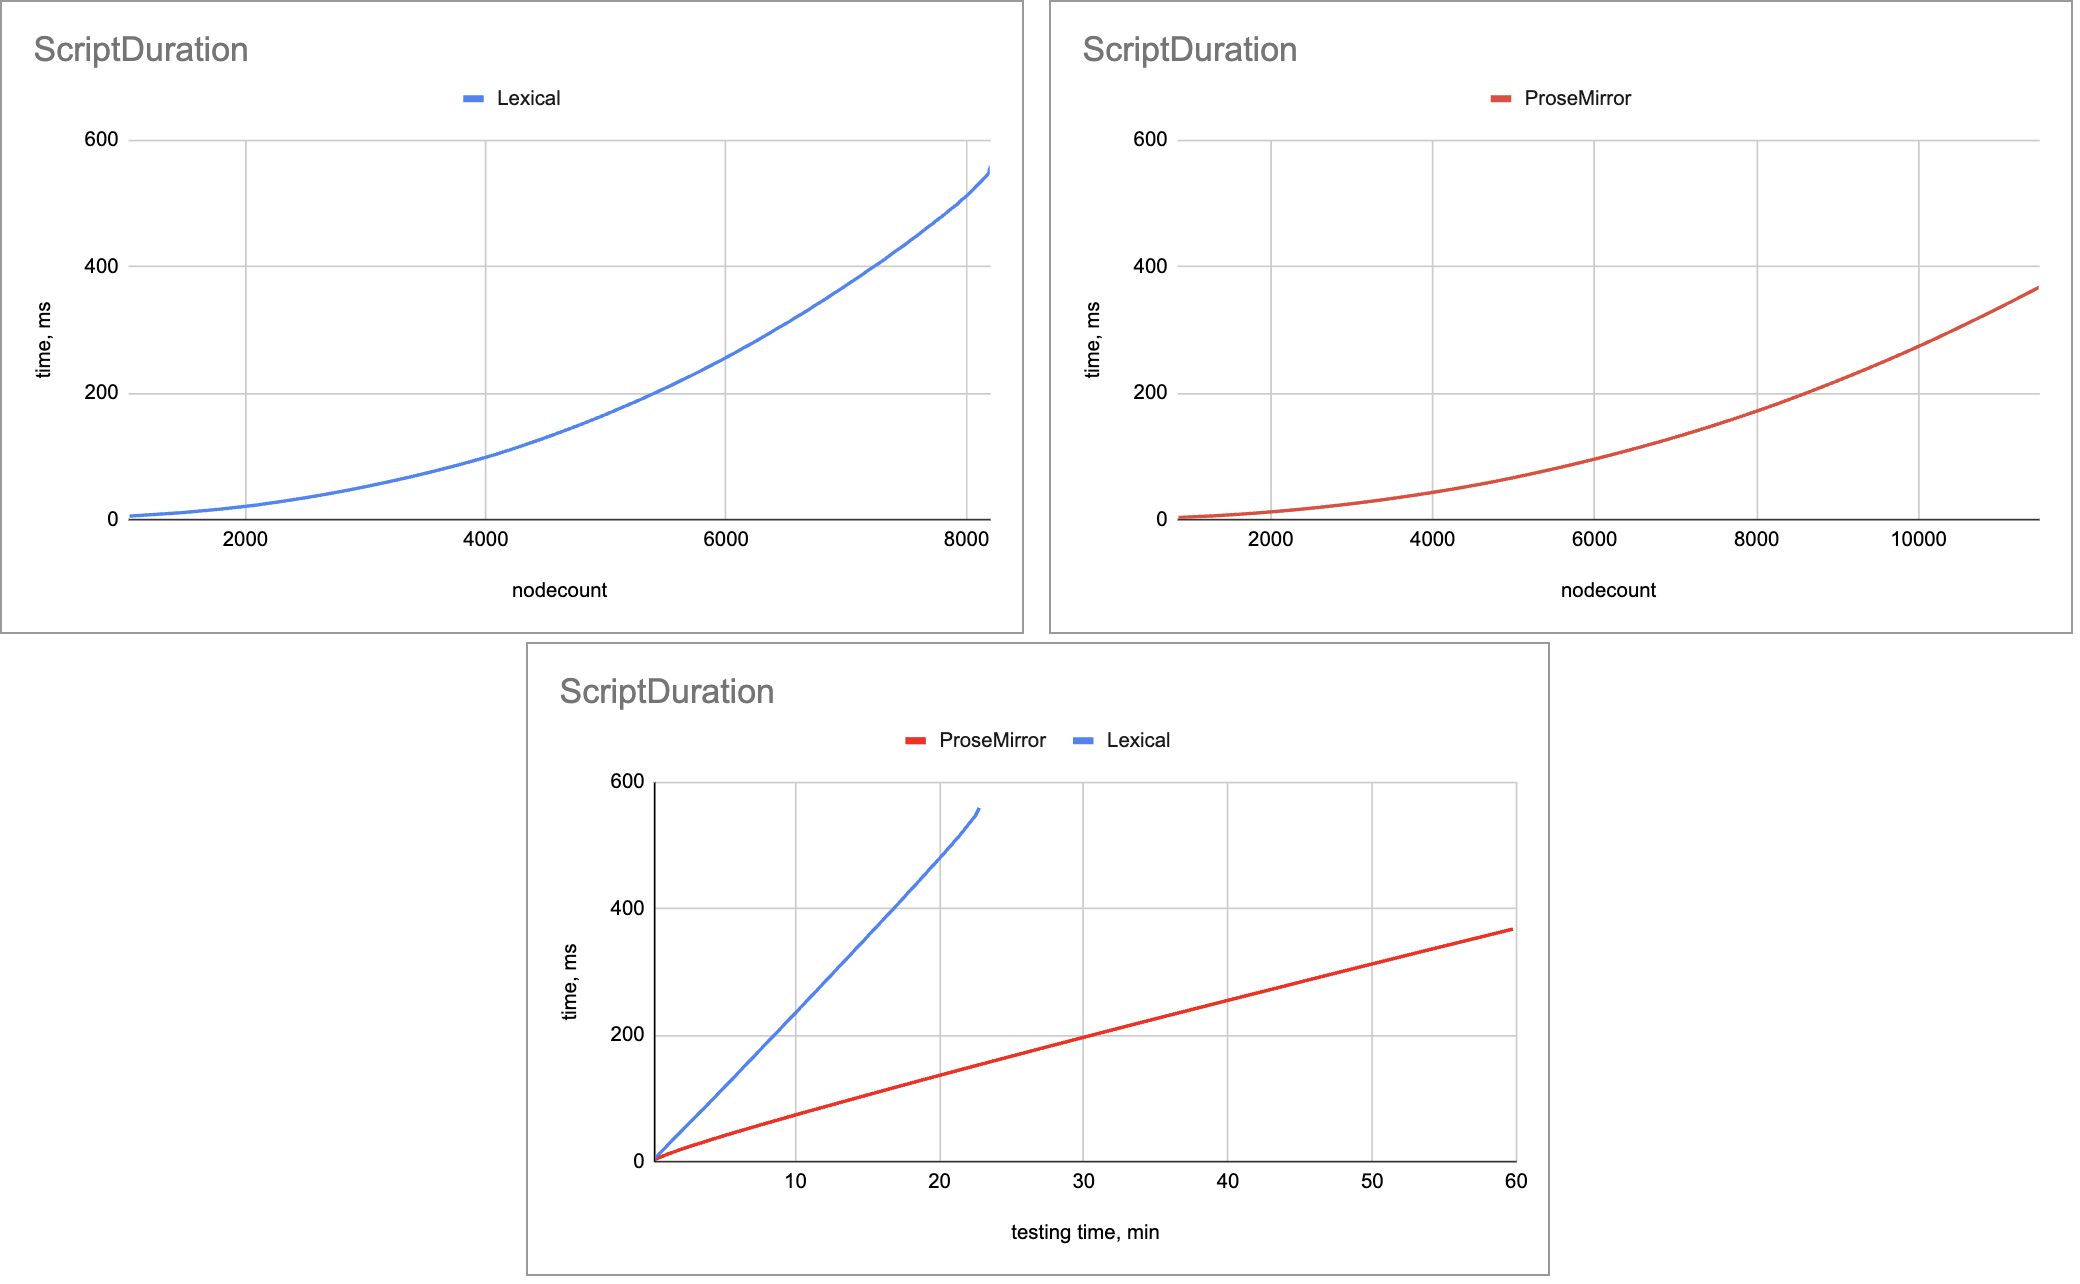 ScriptDuration
Lexical
600
400
200
0
time, ms
2000 4000 6000 8000
nodecount
ScriptDuration
ProseMirror
600
400
200
0
time, ms
2000 4000 6000 8000 10000
nodecount
ScriptDuration
ProseMirror Lexical
600
400
200
0
time, ms
10 20 30 40 50 60
testing time, min